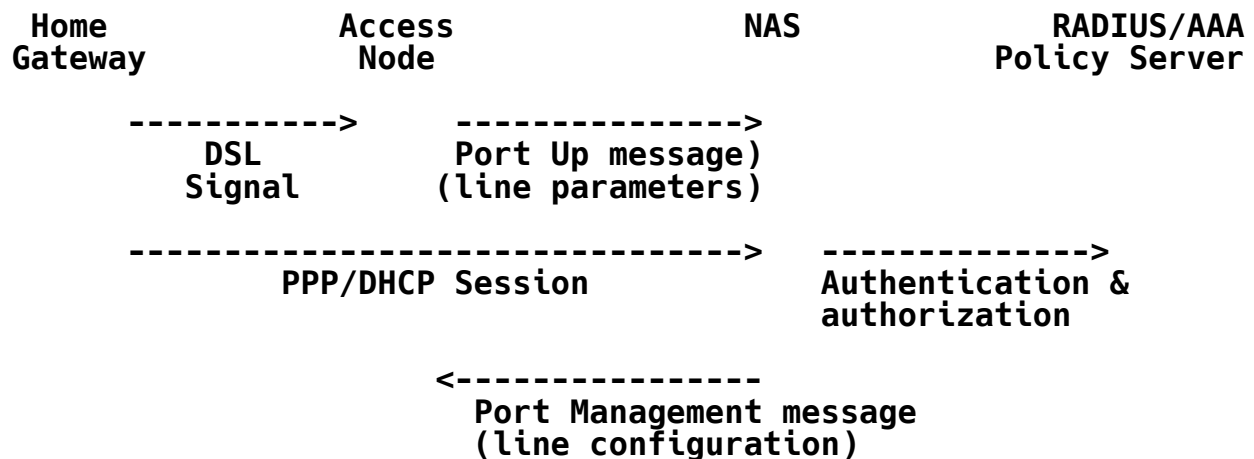 Home Access NAS RADIUS/AAA
Gateway Node Policy Server
-----------> --------------->
DSL Port Up message)
Signal (line parameters)
--------------------------------> -------------->
PPP/DHCP Session Authentication &
authorization
<----------------
Port Management message
(line configuration)